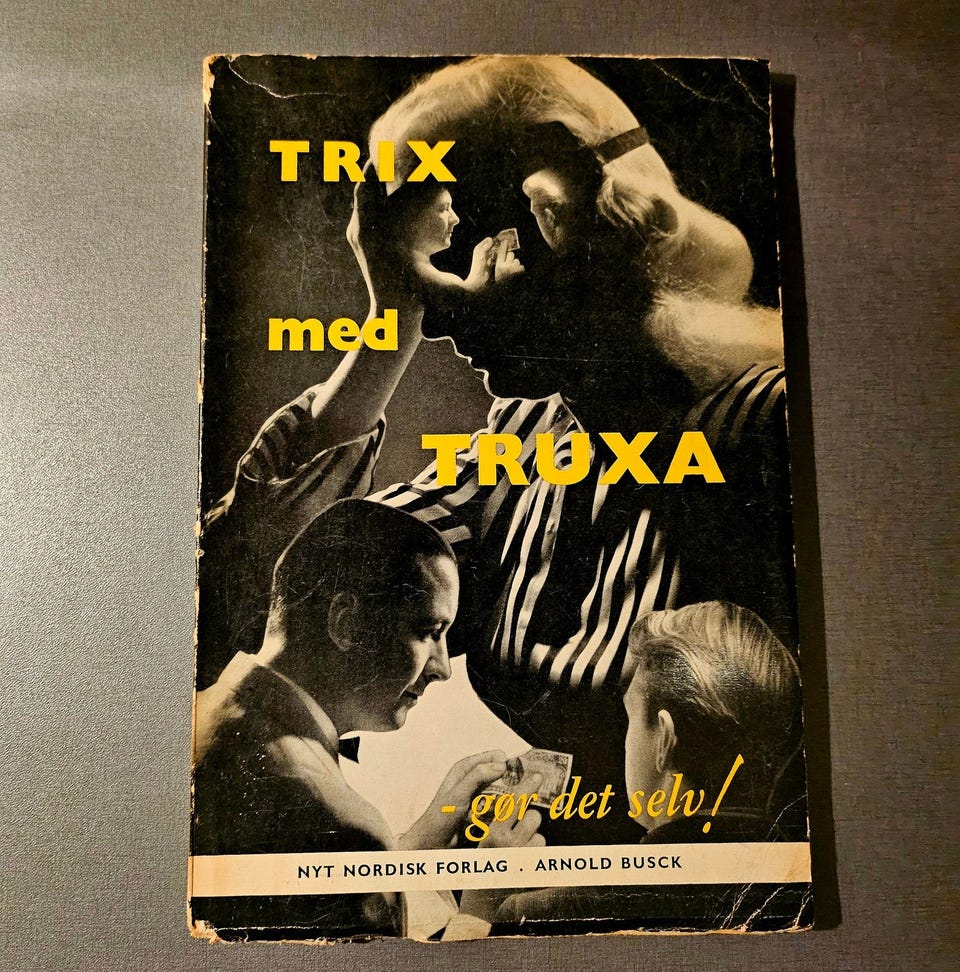 TRIX
med
TRUXA
- gør det selv!
NYT NORDISK FORLAG . ARNOLD BUSCK